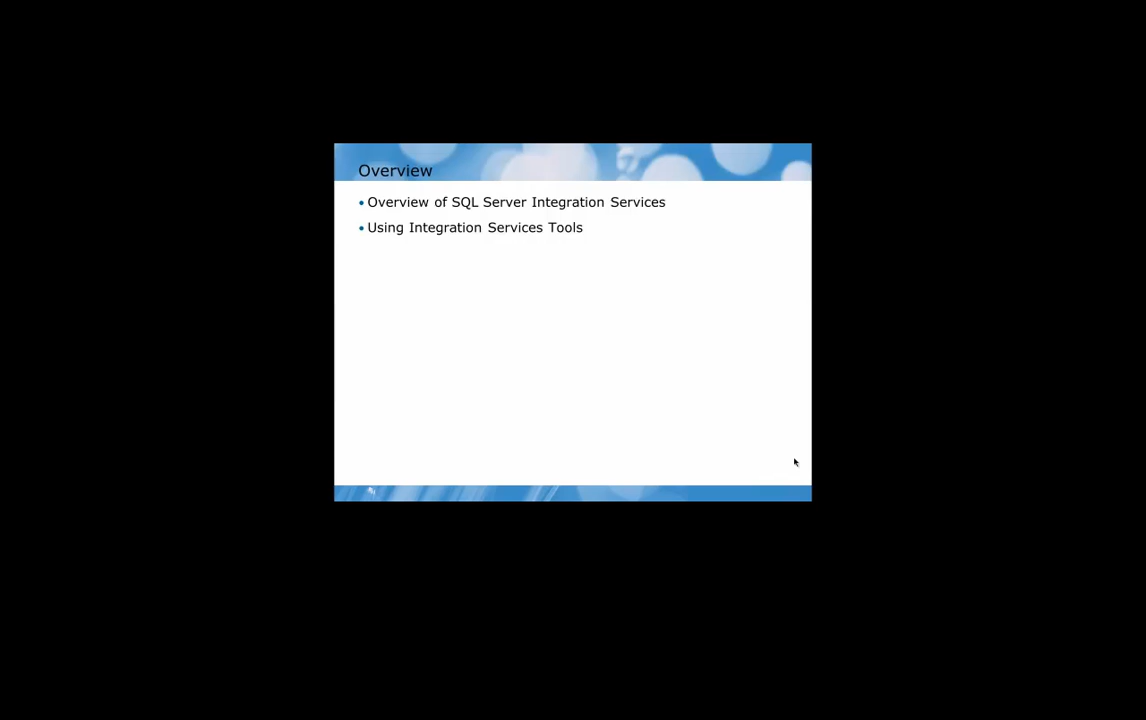 Overview
• Overview of SQL Server Integration Services
• Using Integration Services Tools